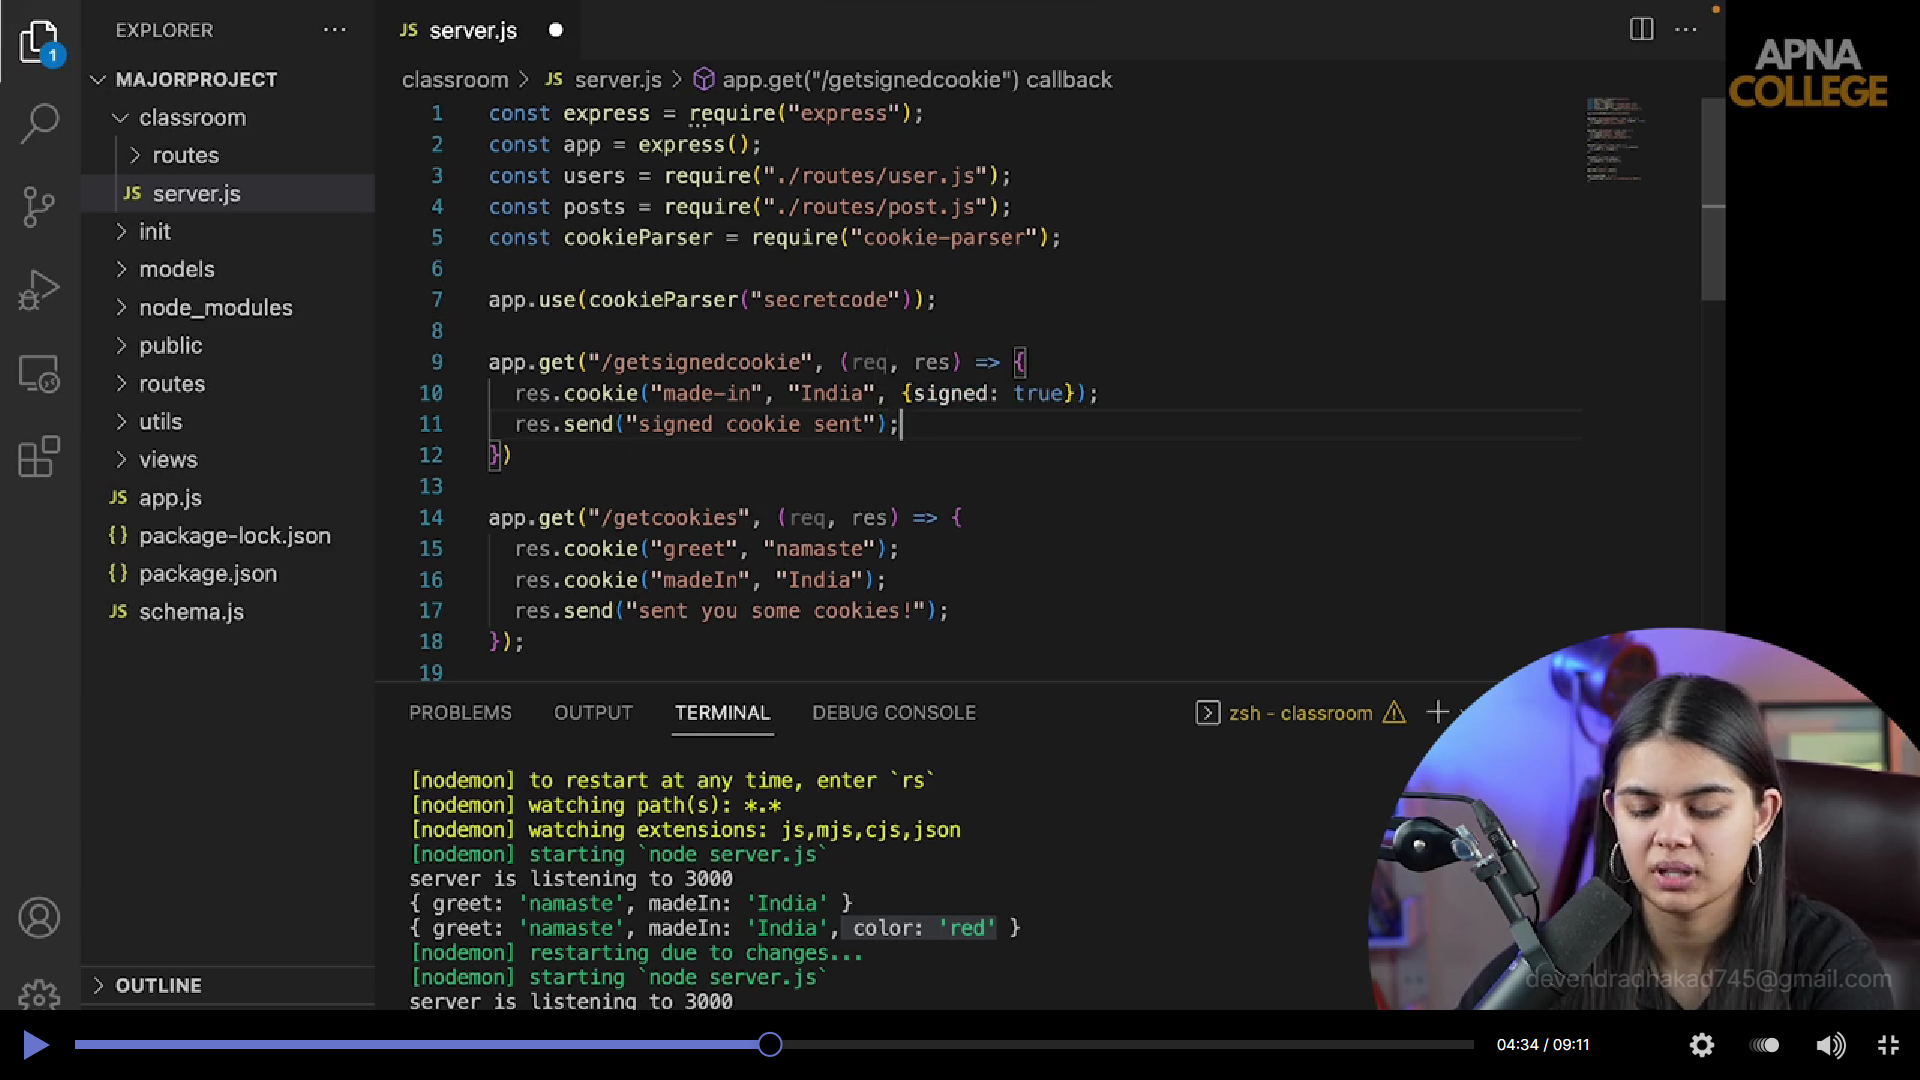 EXPLORER
1
MAJORPROJECT
classroom
routes
JS server.js
init
models
node_modules
public
routes
utils
views
JS app.js
{} package-lock.json
{} package.json
JS schema.js
OUTLINE
JS server.js
classroom > JS server.js > app.get("/getsignedcookie") callback
1 const express = require("express");
2 const app = express();
3 const users = require("./routes/user.js");
4 const posts = require("./routes/post.js");
5 const cookieParser = require("cookie-parser");
6
7 app.use(cookieParser("secretcode"));
8
9 app.get("/getsignedcookie", (req, res) => {
10 res.cookie("made-in", "India", {signed: true});
11 res.send("signed cookie sent");
12 })
13
14 app.get("/getcookies", (req, res) => {
15 res.cookie("greet", "namaste");
16 res.cookie("madeIn", "India");
17 res.send("sent you some cookies!");
18 });
19
PROBLEMS OUTPUT TERMINAL DEBUG CONSOLE
zsh - classroom
[nodemon] to restart at any time, enter `rs`
[nodemon] watching path(s): *.*
[nodemon] watching extensions: js,mjs,cjs,json
[nodemon] starting `node server.js`
server is listening to 3000
{ greet: 'namaste', madeIn: 'India' }
{ greet: 'namaste', madeIn: 'India', color: 'red' }
[nodemon] restarting due to changes...
[nodemon] starting `node server.js`
server is listening to 3000
APNA
COLLEGE
devendradhakad745@gmail.com
04:34 / 09:11